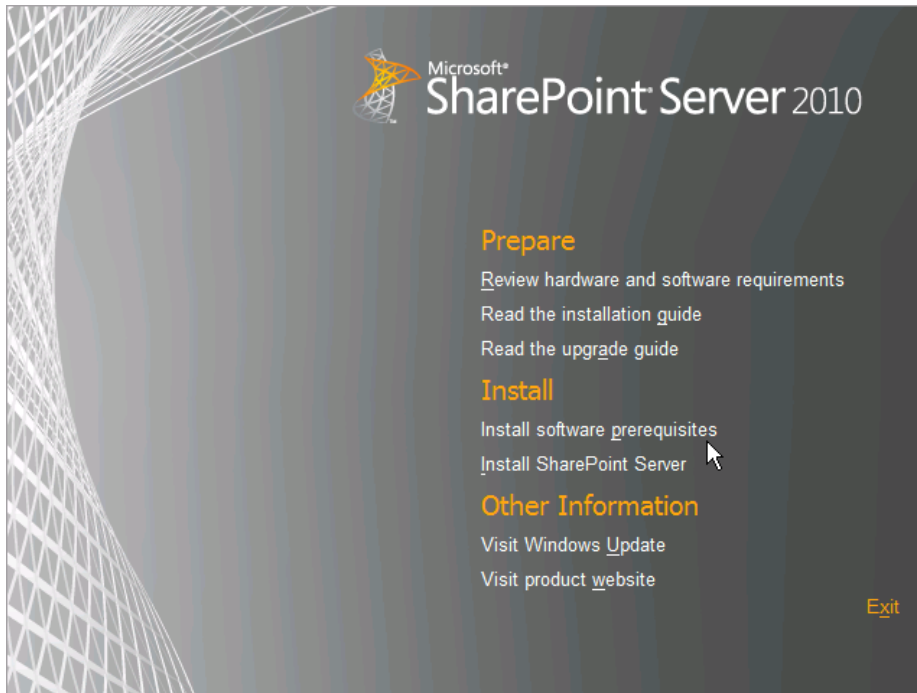 Microsoft®
SharePoint® Server 2010
Prepare
Review hardware and software requirements
Read the installation guide
Read the upgrade guide
Install
Install software prerequisites
Install SharePoint Server
Other Information
Visit Windows Update
Visit product website
Exit